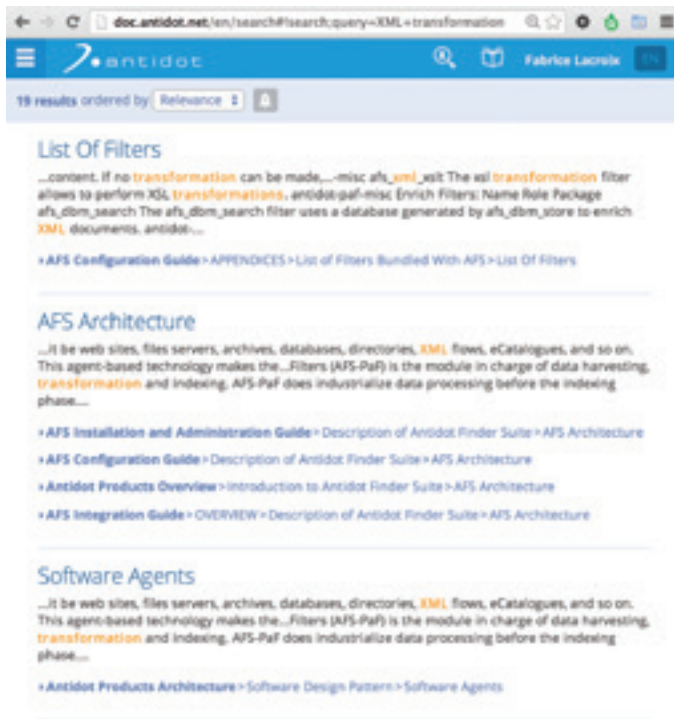 doc.antidot.net/en/search#!search;query=XML+transformation
antidot
Fabrice Lacroix EN
19 results ordered by Relevance
List Of Filters
...content. If no transformation can be made,...-misc afs_xml_xslt The xsl transformation filter
allows to perform XSL transformations. antidot-paf-misc Enrich Filters: Name Role Package
afs_dbm_search The afs_dbm_search filter uses a database generated by afs_dbm_store to enrich
XML documents. antidot-...
› AFS Configuration Guide > APPENDICES > List of Filters Bundled With AFS > List Of Filters
AFS Architecture
...it be web sites, files servers, archives, databases, directories, XML flows, eCatalogues, and so on.
This agent-based technology makes the...Filters (AFS-PaF) is the module in charge of data harvesting,
transformation and indexing. AFS-PaF does industrialize data processing before the indexing
phase....
› AFS Installation and Administration Guide > Description of Antidot Finder Suite > AFS Architecture
› AFS Configuration Guide > Description of Antidot Finder Suite > AFS Architecture
› Antidot Products Overview > Introduction to Antidot Finder Suite > AFS Architecture
› AFS Integration Guide > OVERVIEW > Description of Antidot Finder Suite > AFS Architecture
Software Agents
...it be web sites, files servers, archives, databases, directories, XML flows, eCatalogues, and so on.
This agent-based technology makes the...Filters (AFS-PaF) is the module in charge of data harvesting,
transformation and indexing. AFS-PaF does industrialize data processing before the indexing
phase....
› Antidot Products Architecture > Software Design Pattern > Software Agents